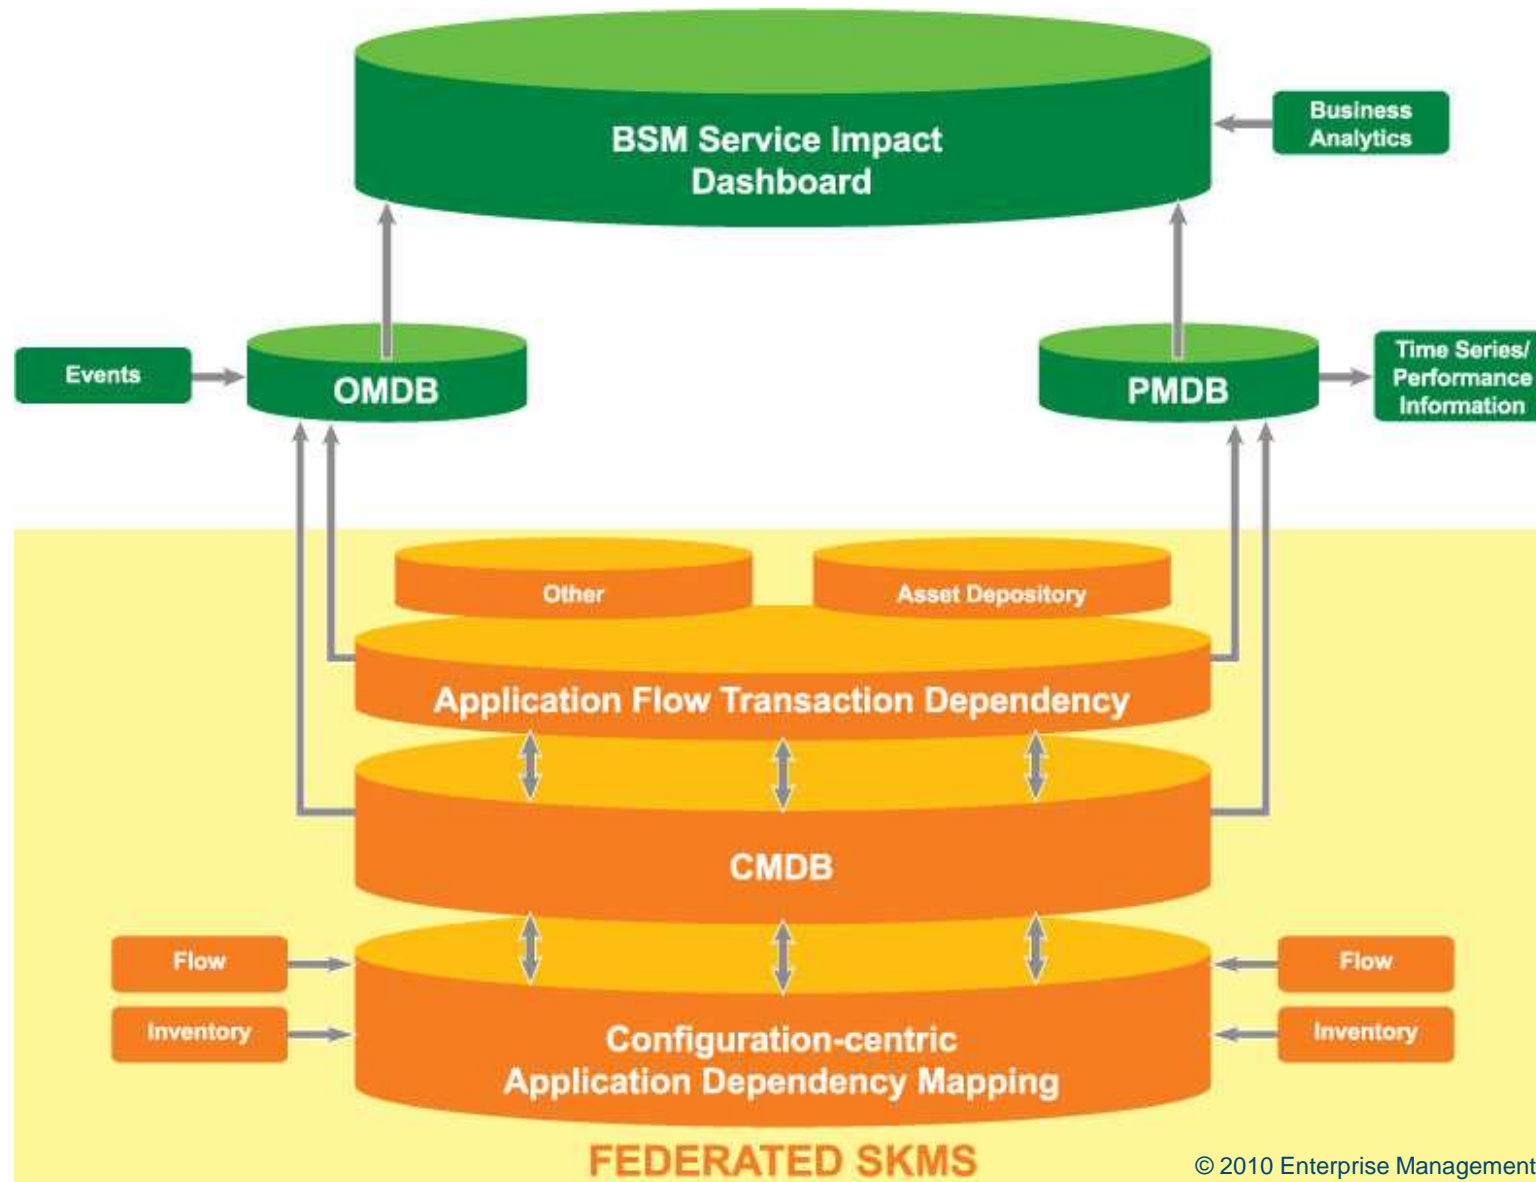 BSM Service Impact
Dashboard
Business
Analytics
Events
OMDB
PMDB
Time Series/
Performance
Information
Other
Asset Depository
Application Flow Transaction Dependency
CMDB
Flow
Flow
Inventory
Inventory
Configuration-centric
Application Dependency Mapping
FEDERATED SKMS
© 2010 Enterprise Management